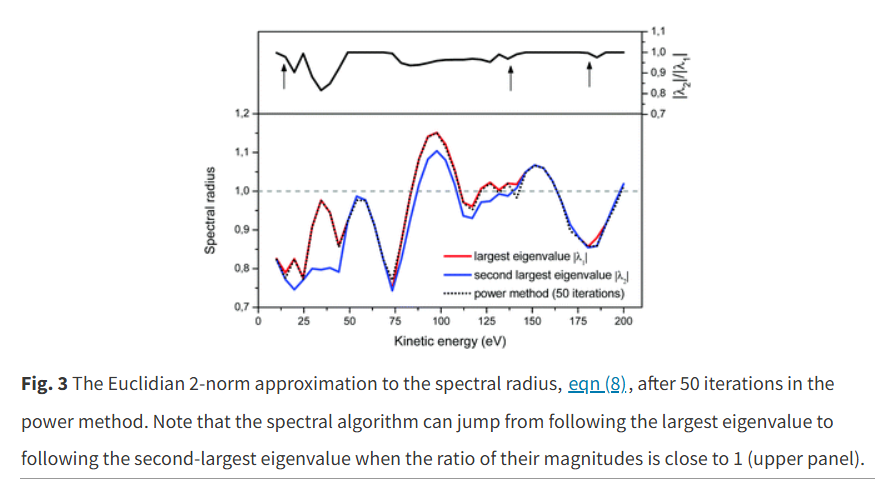 1,1
1,0
0,9
0,8
0,7
|λ2|/|λ1|
1,2
1,1
1,0
0,9
0,8
0,7
Spectral radius
largest eigenvalue |λ1|
second largest eigenvalue |λ2|
power method (50 iterations)
0 25 50 75 100 125 150 175 200
Kinetic energy (eV)
Fig. 3 The Euclidian 2-norm approximation to the spectral radius, eqn (8), after 50 iterations in the
power method. Note that the spectral algorithm can jump from following the largest eigenvalue to
following the second-largest eigenvalue when the ratio of their magnitudes is close to 1 (upper panel).